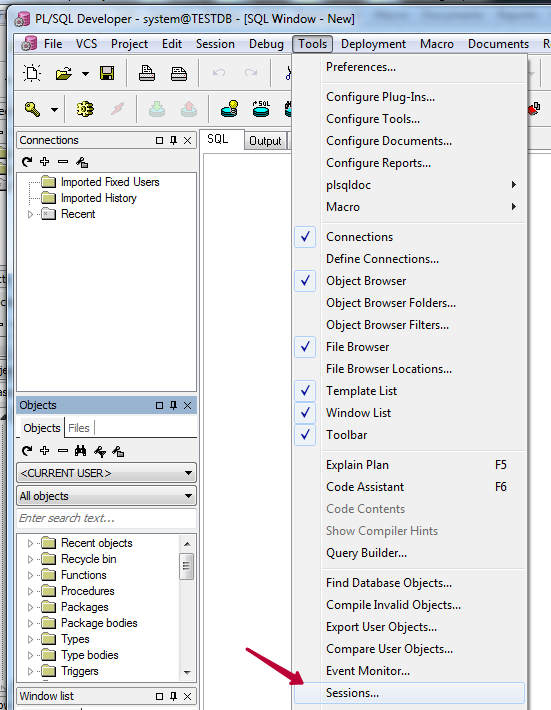 PL/SQL Developer - system@TESTDB - [SQL Window - New]
File VCS Project Edit Session Debug Tools Deployment Macro Documents R
SQL
Connections
SQL Output
Imported Fixed Users
Imported History
Recent
Objects
Objects Files
<CURRENT USER>
All objects
Enter search text...
Recent objects
Recycle bin
Functions
Procedures
Packages
Package bodies
Types
Type bodies
Triggers
Window list
Preferences...
Configure Plug-Ins...
Configure Tools...
Configure Documents...
Configure Reports...
plsqldoc
Macro
Connections
Define Connections...
Object Browser
Object Browser Folders...
Object Browser Filters...
File Browser
File Browser Locations...
Template List
Window List
Toolbar
Explain Plan F5
Code Assistant F6
Code Contents
Show Compiler Hints
Query Builder...
Find Database Objects...
Compile Invalid Objects...
Export User Objects...
Compare User Objects...
Event Monitor...
Sessions...